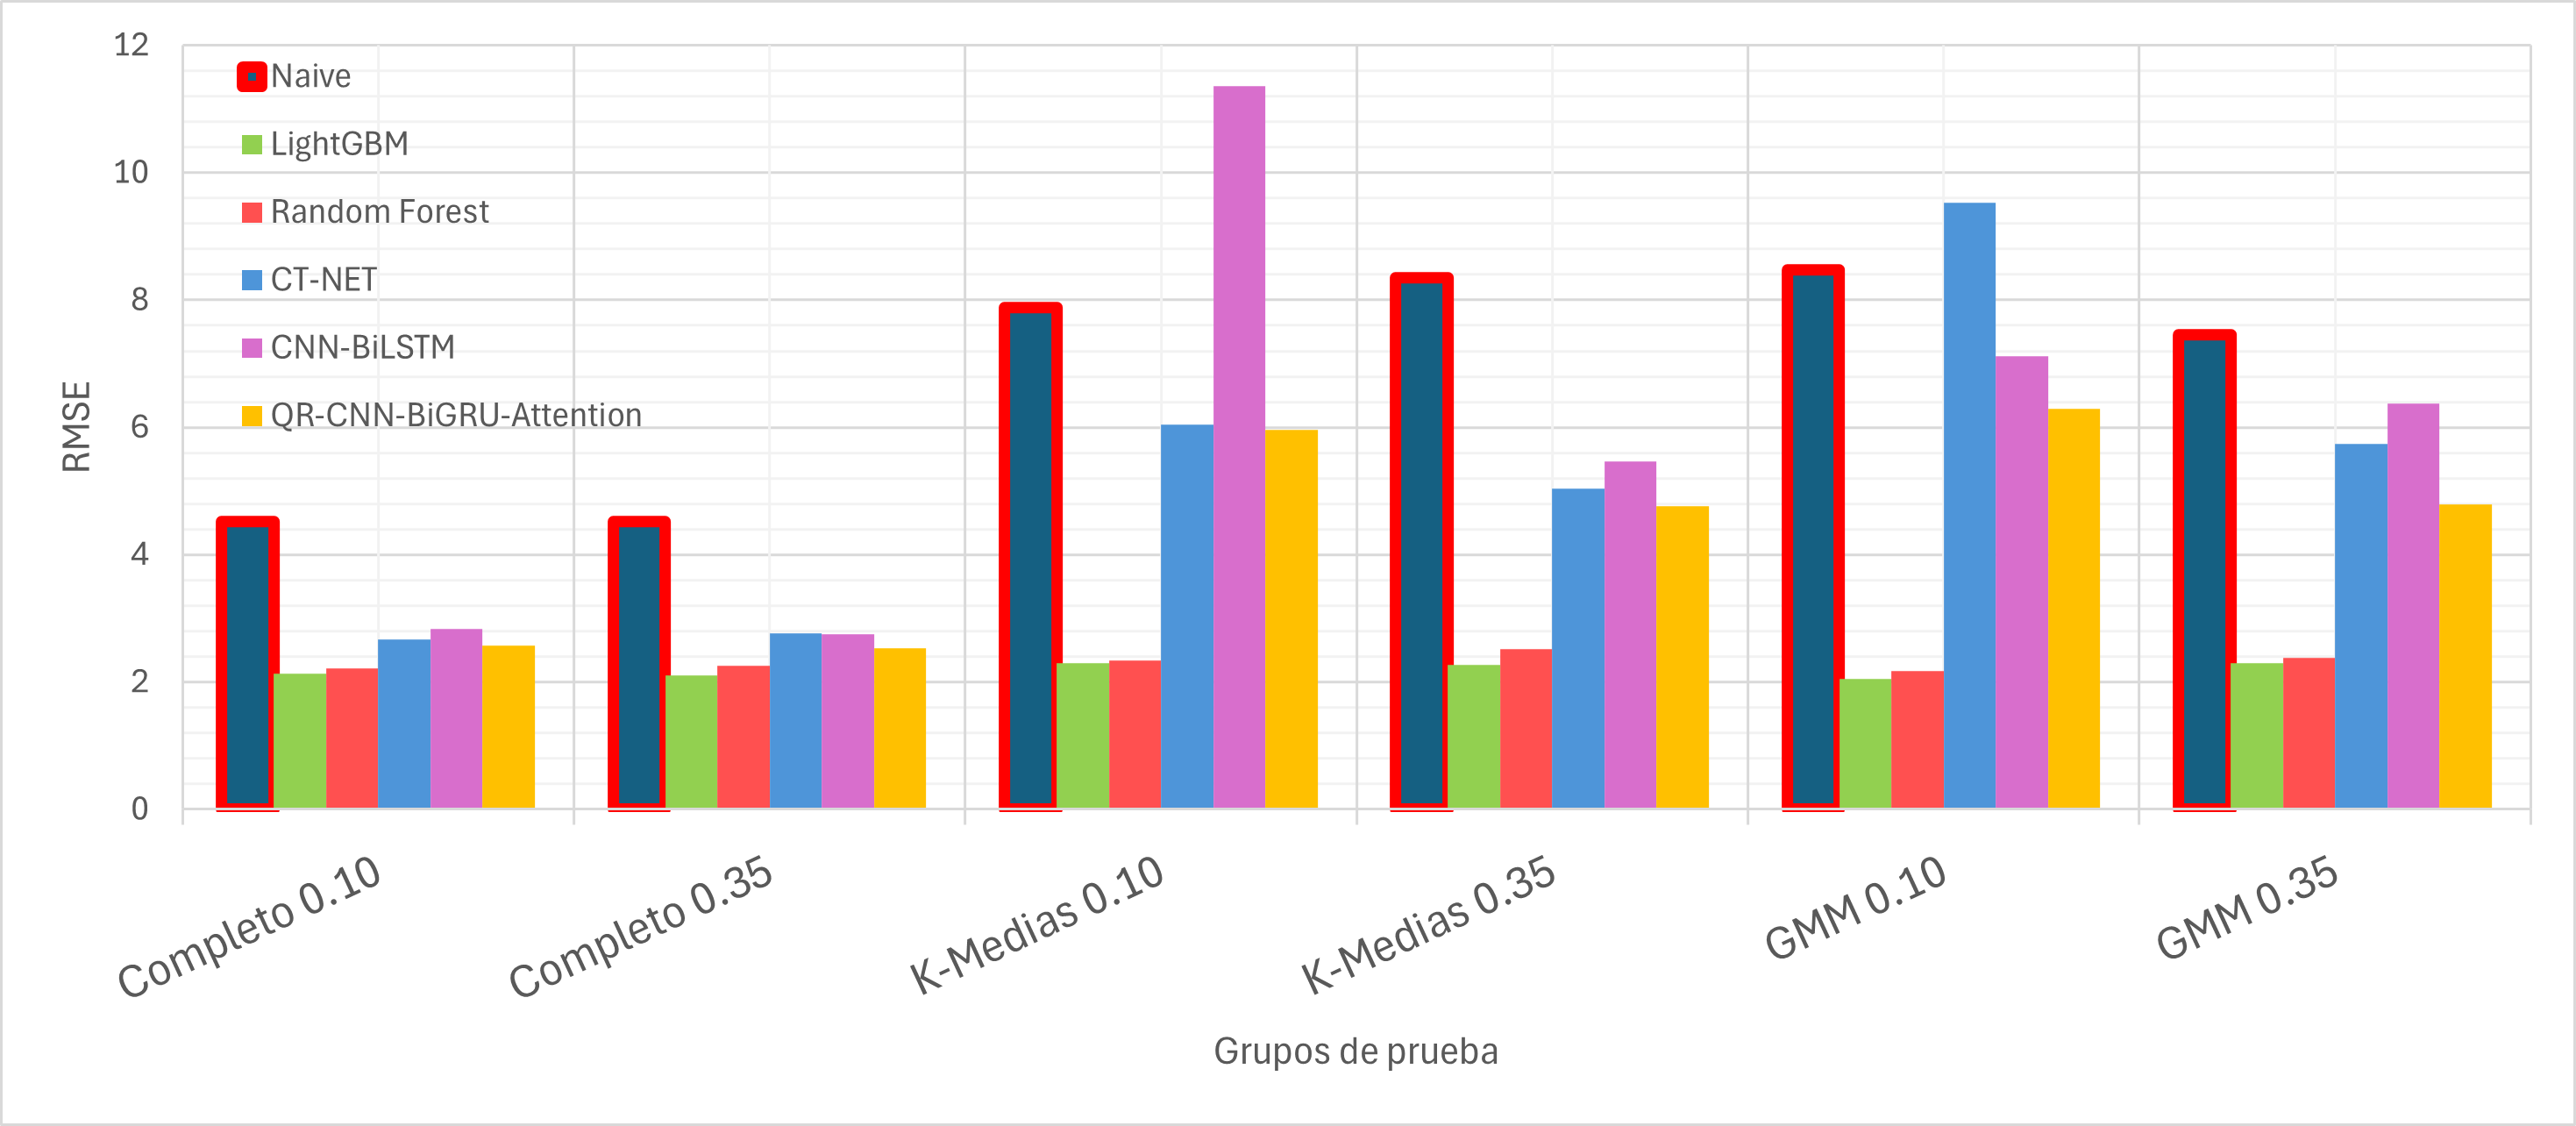 12
10
8
6
4
2
0
RMSE
Naive
LightGBM
Random Forest
CT-NET
CNN-BiLSTM
QR-CNN-BiGRU-Attention
Completo 0.10
Completo 0.35
K-Medias 0.10
K-Medias 0.35
GMM 0.10
GMM 0.35
Grupos de prueba